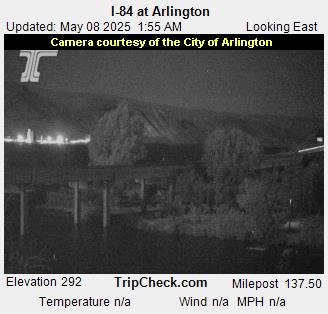 I-84 at Arlington
Updated: May 08 2025 1:55 AM Looking East
Camera courtesy of the City of Arlington
Elevation 292 TripCheck.com Milepost 137.50
Temperature n/a Wind n/a MPH n/a